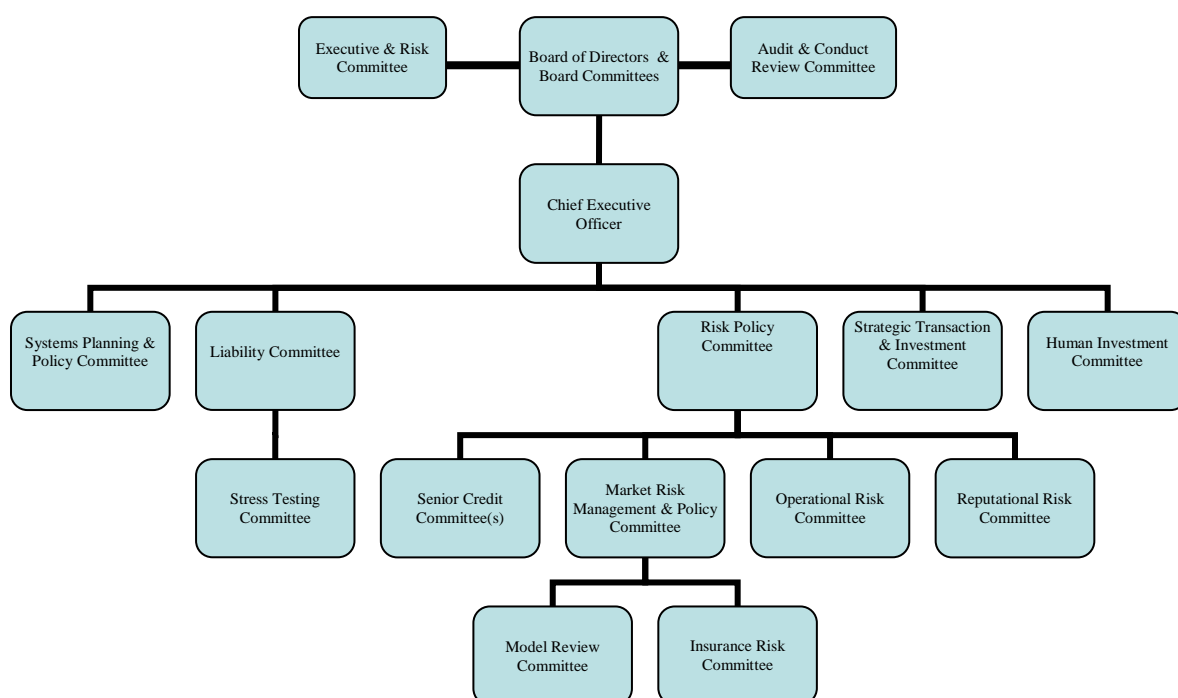 Executive & Risk
Committee
Board of Directors  &
Board Committees
Audit & Conduct
Review Committee
Chief Executive
Officer
Systems Planning &
Policy Committee
Liability Committee
Risk Policy
Committee
Strategic Transaction
& Investment
Committee
Human Investment
Committee
Stress Testing
Committee
Senior Credit
Committee(s)
Market Risk
Management & Policy
Committee
Operational Risk
Committee
Reputational Risk
Committee
Model Review
Committee
Insurance Risk
Committee